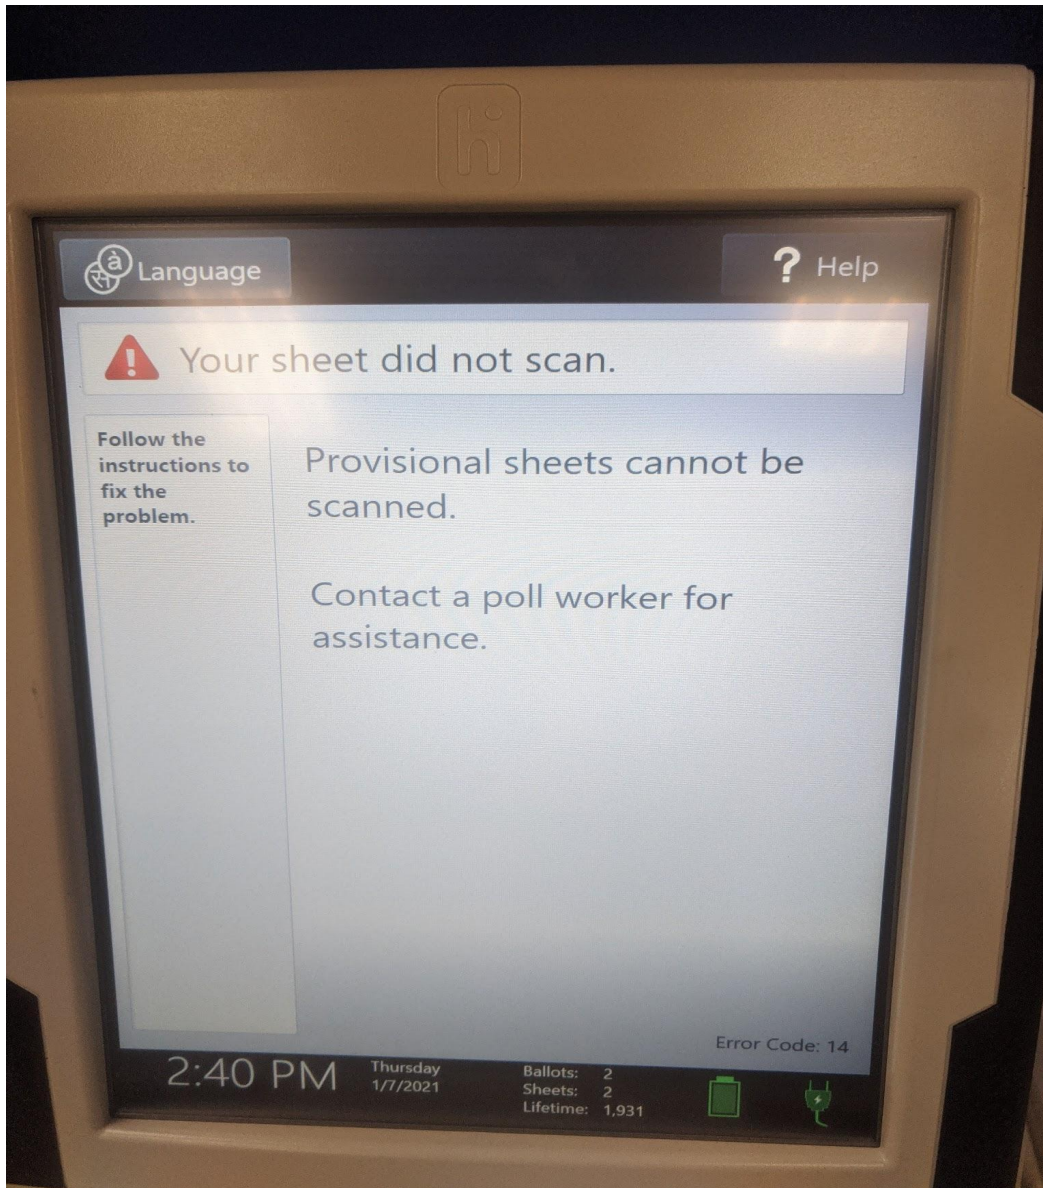 hi
Language
? Help
Your sheet did not scan.
Follow the
instructions to
fix the
problem.
Provisional sheets cannot be
scanned.
Contact a poll worker for
assistance.
Error Code: 14
2:40 PM
Thursday
1/7/2021
Ballots: 2
Sheets: 2
Lifetime: 1,931